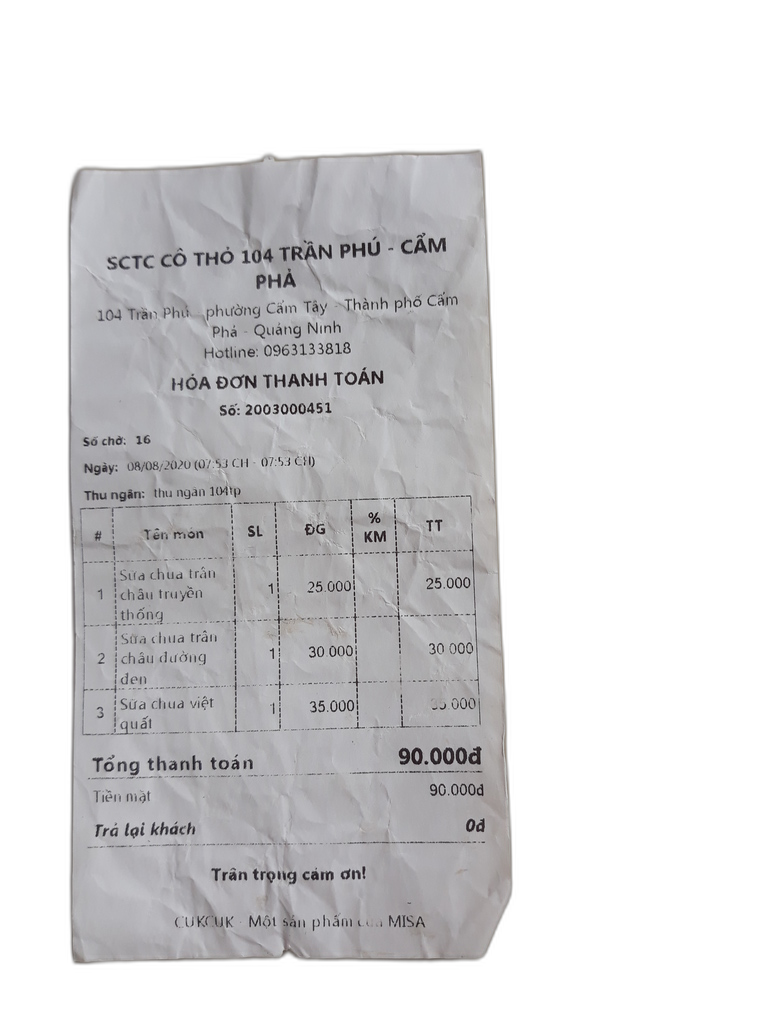 SCTC CÔ THỎ 104 TRẦN PHÚ - CẨM
PHẢ
104 Trần Phú phường Cẩm Tây - Thành phố Cẩm
Phả - Quảng Ninh
Hotline: 0963133818
HÓA ĐƠN THANH TOÁN
Số: 2003000451
Số chờ: 16
Ngày: 08/08/2020 (07:53 CH - 07:53 CH)
Thu ngân: thu ngân 104tp
# Tên món SL ĐG % KM TT
1 Sữa chua trân châu truyền thống 1 25.000 25.000
2 Sữa chua trân châu đường đen 1 30 000 30 000
3 Sữa chua việt quất 1 35.000 .000
Tổng thanh toán 90.000đ
Tiền mặt 90.000đ
Trả lại khách 0đ
Trân trọng cảm ơn!
CUKCUK - Một sản phẩm của MISA